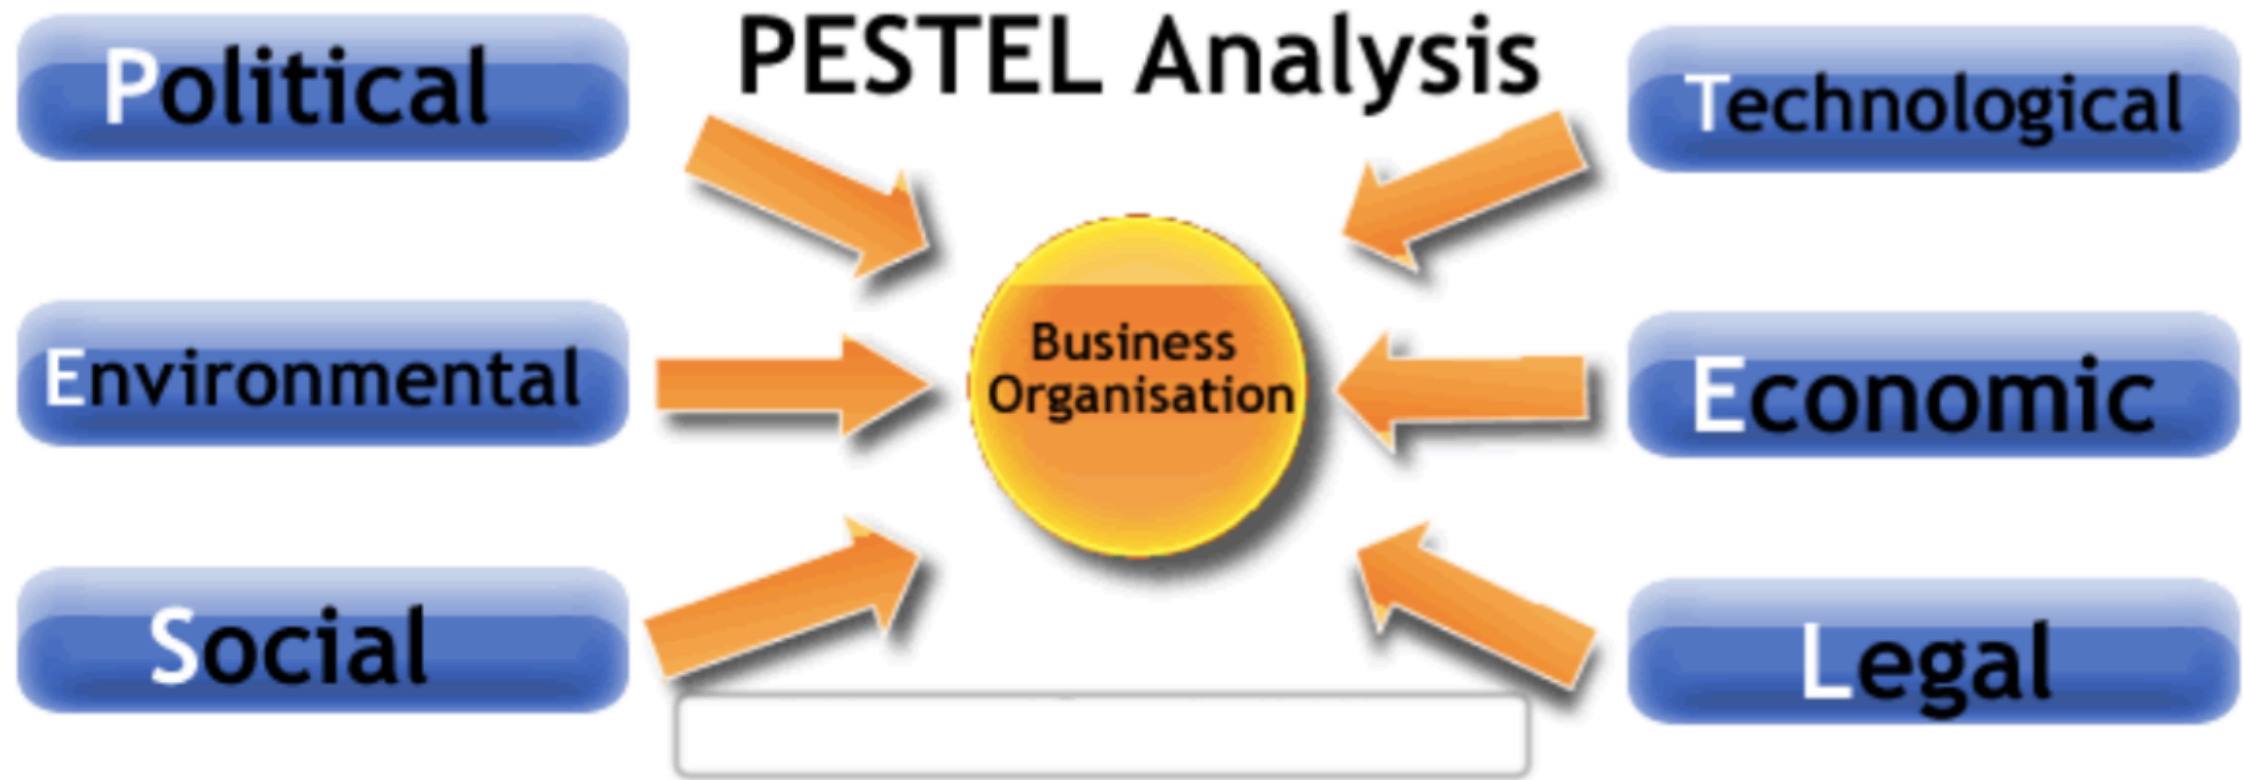 PESTEL Analysis
Political
Environmental
Social
Business
Organisation
Technological
Economic
Legal